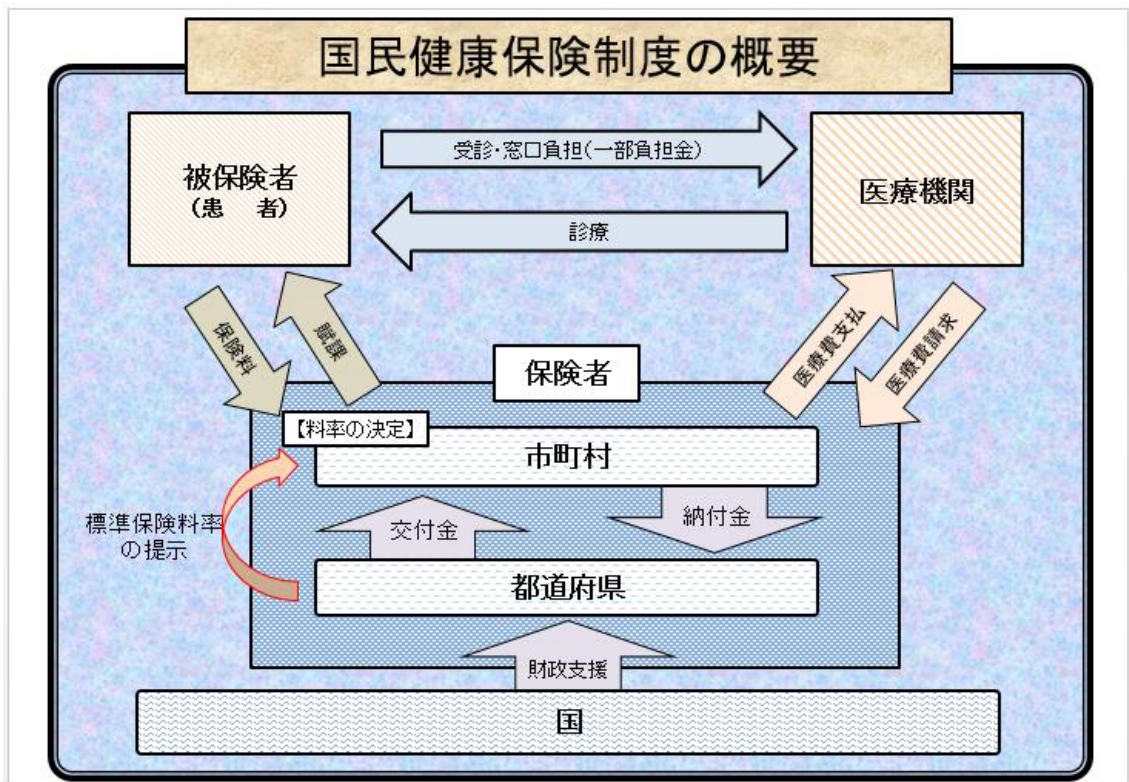 国民健康保険制度の概要
被保険者
(患　者)
受診・窓口負担(一部負担金)
医療機関
診療
保険料
賦課
医療費支払
医療費請求
保険者
【料率の決定】
市町村
標準保険料率
の提示
交付金
納付金
都道府県
財政支援
国